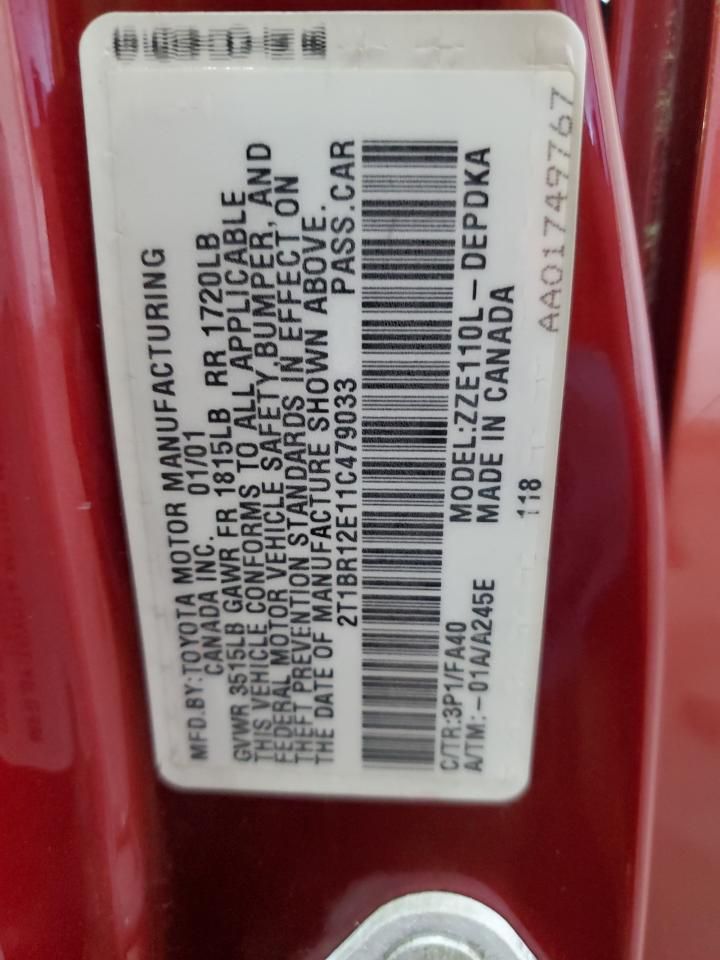 MFD.BY:TOYOTA MOTOR MANUFACTURING
CANADA INC. 01/01
GVWR 3515LB GAWR FR 1815LB RR 1720LB
THIS VEHICLE CONFORMS TO ALL APPLICABLE
FEDERAL MOTOR VEHICLE SAFETY,BUMPER, AND
THEFT PREVENTION STANDARDS IN EFFECT ON
THE DATE OF MANUFACTURE SHOWN ABOVE.
2T1BR12E11C479033 PASS.CAR
C/TR:3P1/FA40 MODEL:ZZE110L-DEPDKA
A/TM:-01A/A245E MADE IN CANADA
118
AA01749767